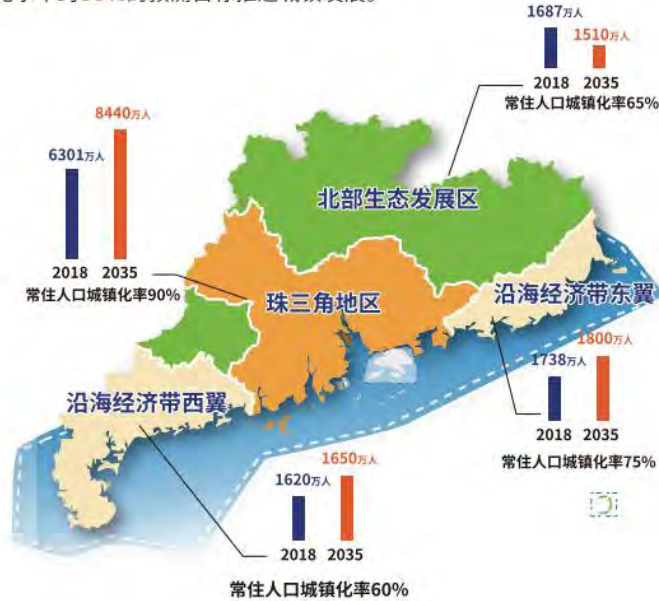 1687万人
1510万人
2018 2035
常住人口城镇化率65%
8440万人
6301万人
2018 2035
常住人口城镇化率90%
北部生态发展区
珠三角地区
沿海经济带东翼
沿海经济带西翼
1800万人
1738万人
2018 2035
常住人口城镇化率75%
1650万人
1620万人
2018 2035
常住人口城镇化率60%